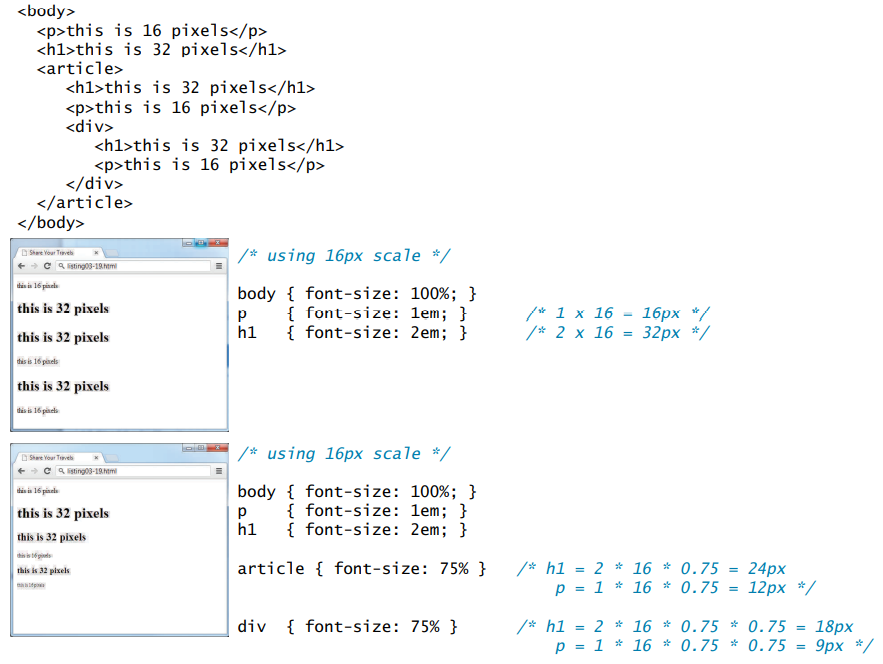 <body>
<p>this is 16 pixels</p>
<h1>this is 32 pixels</h1>
<article>
<h1>this is 32 pixels</h1>
<p>this is 16 pixels</p>
<div>
<h1>this is 32 pixels</h1>
<p>this is 16 pixels</p>
</div>
</article>
</body>
Share Your Travels
listing03-19.html
this is 16 pixels
this is 32 pixels
this is 32 pixels
this is 16 pixels
this is 32 pixels
this is 16 pixels
/* using 16px scale */
body { font-size: 100%; }
p { font-size: 1em; } /* 1 x 16 = 16px */
h1 { font-size: 2em; } /* 2 x 16 = 32px */
Share Your Travels
listing03-19.html
this is 16 pixels
this is 32 pixels
this is 32 pixels
this is 16 pixels
this is 32 pixels
this is 16 pixels
/* using 16px scale */
body { font-size: 100%; }
p { font-size: 1em; }
h1 { font-size: 2em; }
article { font-size: 75% } /* h1 = 2 * 16 * 0.75 = 24px
p = 1 * 16 * 0.75 = 12px */
div { font-size: 75% } /* h1 = 2 * 16 * 0.75 * 0.75 = 18px
p = 1 * 16 * 0.75 * 0.75 = 9px */